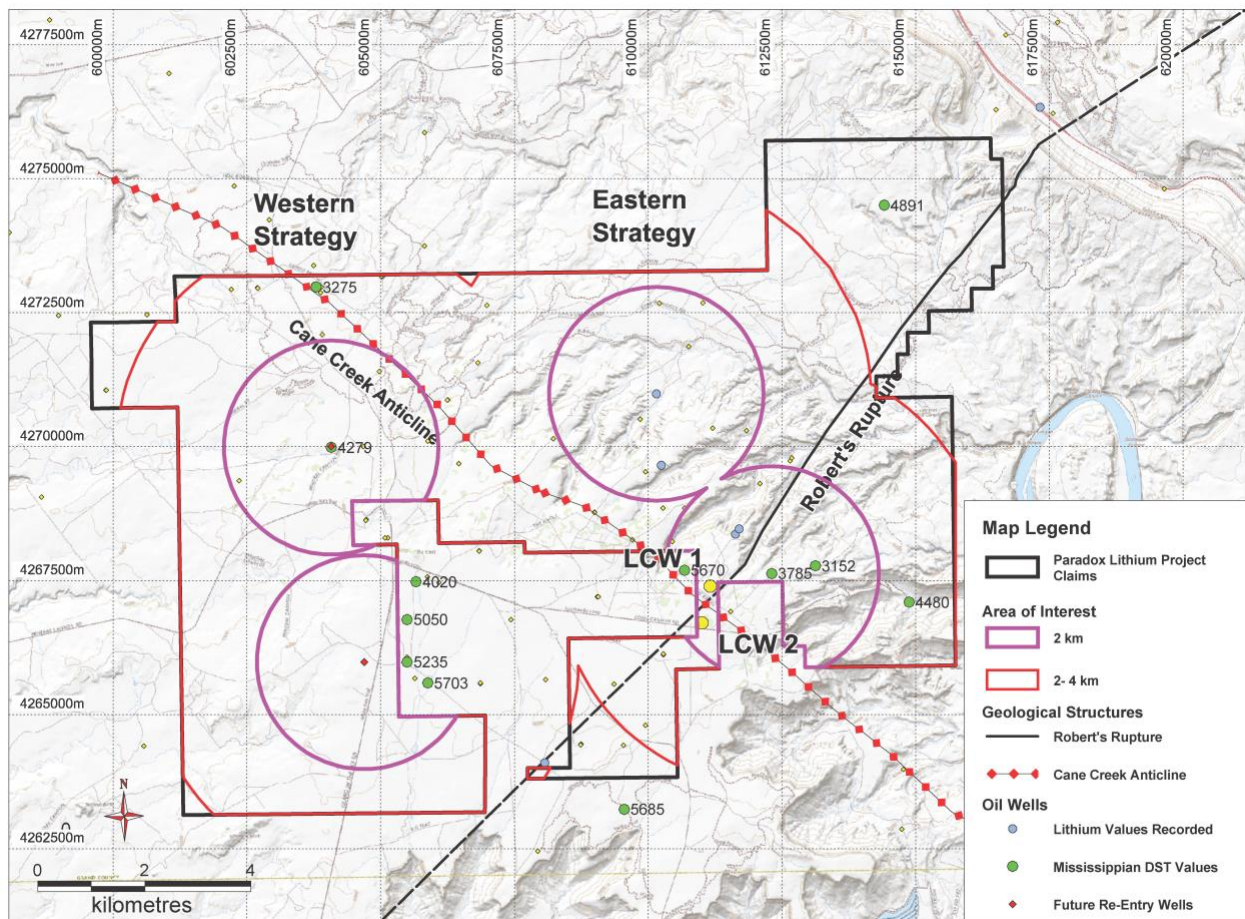 4277500m
600000m
602500m
605000m
607500m
610000m
612500m
615000m
617500m
620000m
4275000m
4891
Western
Strategy
Eastern
Strategy
3275
4272500m
Cane Creek Anticline
Robert's Rupture
4270000m
4279
LCW 1
5670
3785
3152
4267500m
4020
4480
5050
LCW 2
5235
5703
4265000m
5685
N
4262500m
0 2 4
kilometres
GRAND COUNTY
Map Legend
Paradox Lithium Project
Claims
Area of Interest
2 km
2- 4 km
Geological Structures
Robert's Rupture
Cane Creek Anticline
Oil Wells
Lithium Values Recorded
Mississippian DST Values
Future Re-Entry Wells